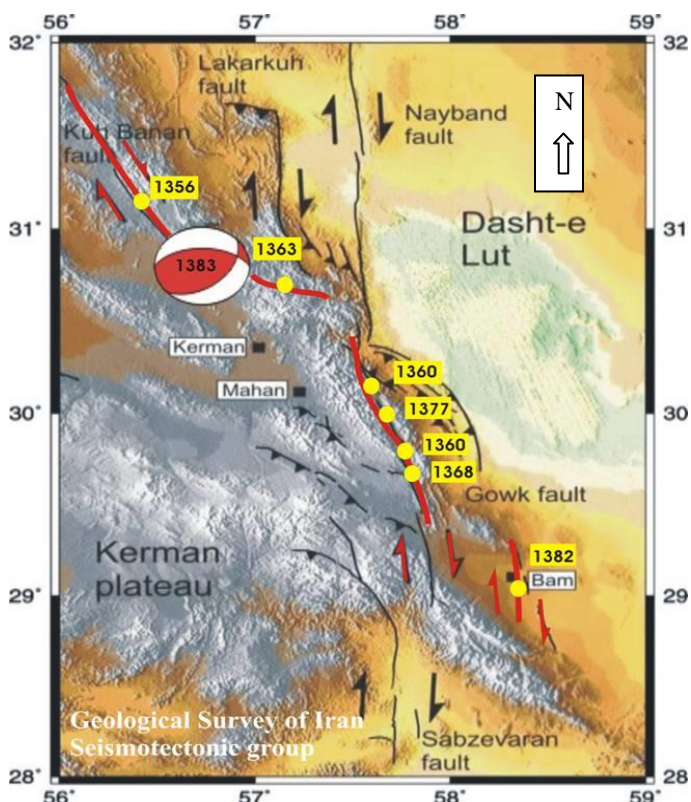 56
57
58
59
32°
32
Lakarkuh
fault
N
Nayband
fault
Kuh Banan
fault
1356
31°
31
Dasht-e
Lut
1363
1383
Kerman
1360
Mahan
1377
30°
30
1360
1368
Gowk fault
Kerman
plateau
1382
Bam
29°
29
Geological Survey of Iran
Seismotectonic group
Sabzevaran
fault
28°
28
56°
57°
58°
59°